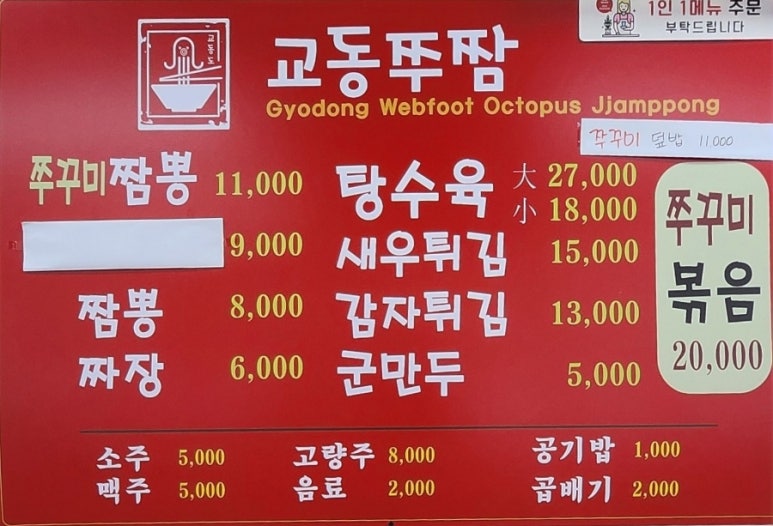 1인 1메뉴 주문
부탁드립니다
교동쭈짬
Gyodong Webfoot Octopus Jjamppong
쭈꾸미 덮밥 11,000
쭈꾸미짬뽕 11,000
9,000
짬뽕 8,000
짜장 6,000
탕수육 大 27,000
小 18,000
새우튀김 15,000
감자튀김 13,000
군만두 5,000
쭈꾸미
볶음
20,000
소주 5,000 고량주 8,000 공기밥 1,000
맥주 5,000 음료 2,000 곱배기 2,000